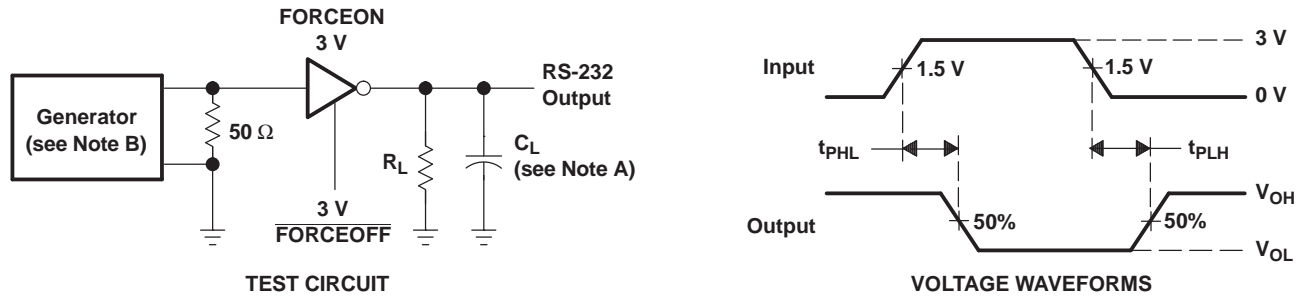 FORCEON
3 V
Generator
(see Note B)
50 Ω
RS-232
Output
R_L
C_L
(see Note A)
3 V
FORCEOFF
TEST CIRCUIT
Input
1.5 V
1.5 V
3 V
0 V
t_PHL
t_PLH
Output
50%
50%
V_OH
V_OL
VOLTAGE WAVEFORMS